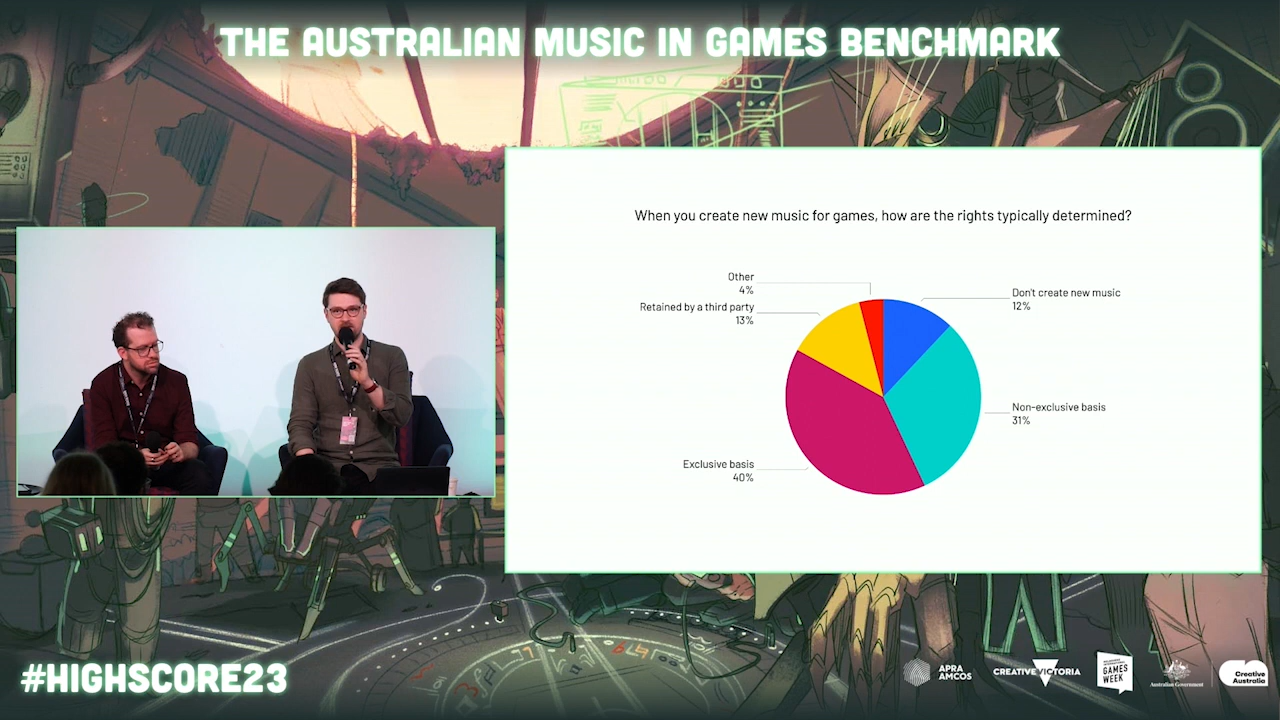 THE AUSTRALIAN MUSIC IN GAMES BENCHMARK
When you create new music for games, how are the rights typically determined?
Other
4%
Retained by a third party
13%
Don't create new music
12%
Non-exclusive basis
31%
Exclusive basis
40%
#HIGHSCORE23
APRA
AMCOS
CREATIVE VICTORIA
GAMES
WEEK
Australian Government
Creative
Australia